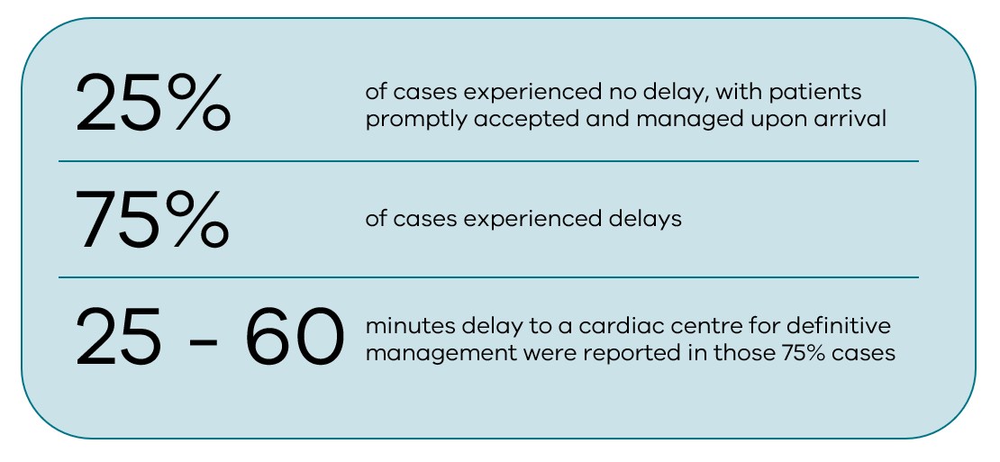 25%
of cases experienced no delay, with patients
promptly accepted and managed upon arrival
75%
of cases experienced delays
25 - 60
minutes delay to a cardiac centre for definitive
management were reported in those 75% cases